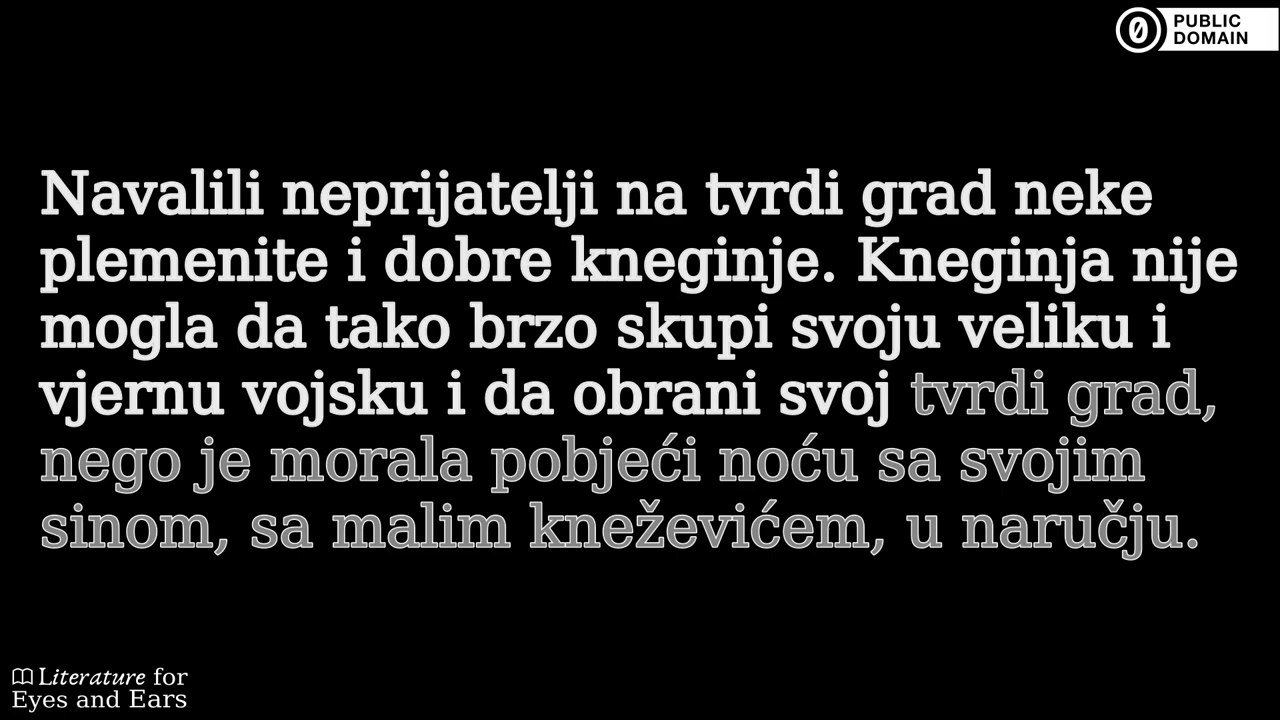 PUBLIC
DOMAIN
Navalili neprijatelji na tvrdi grad neke
plemenite i dobre kneginje. Kneginja nije
mogla da tako brzo skupi svoju veliku i
vjernu vojsku i da obrani svoj tvrdi grad,
nego je morala pobjeći noću sa svojim
sinom, sa malim kneževićem, u naručju.
Literature for
Eyes and Ears